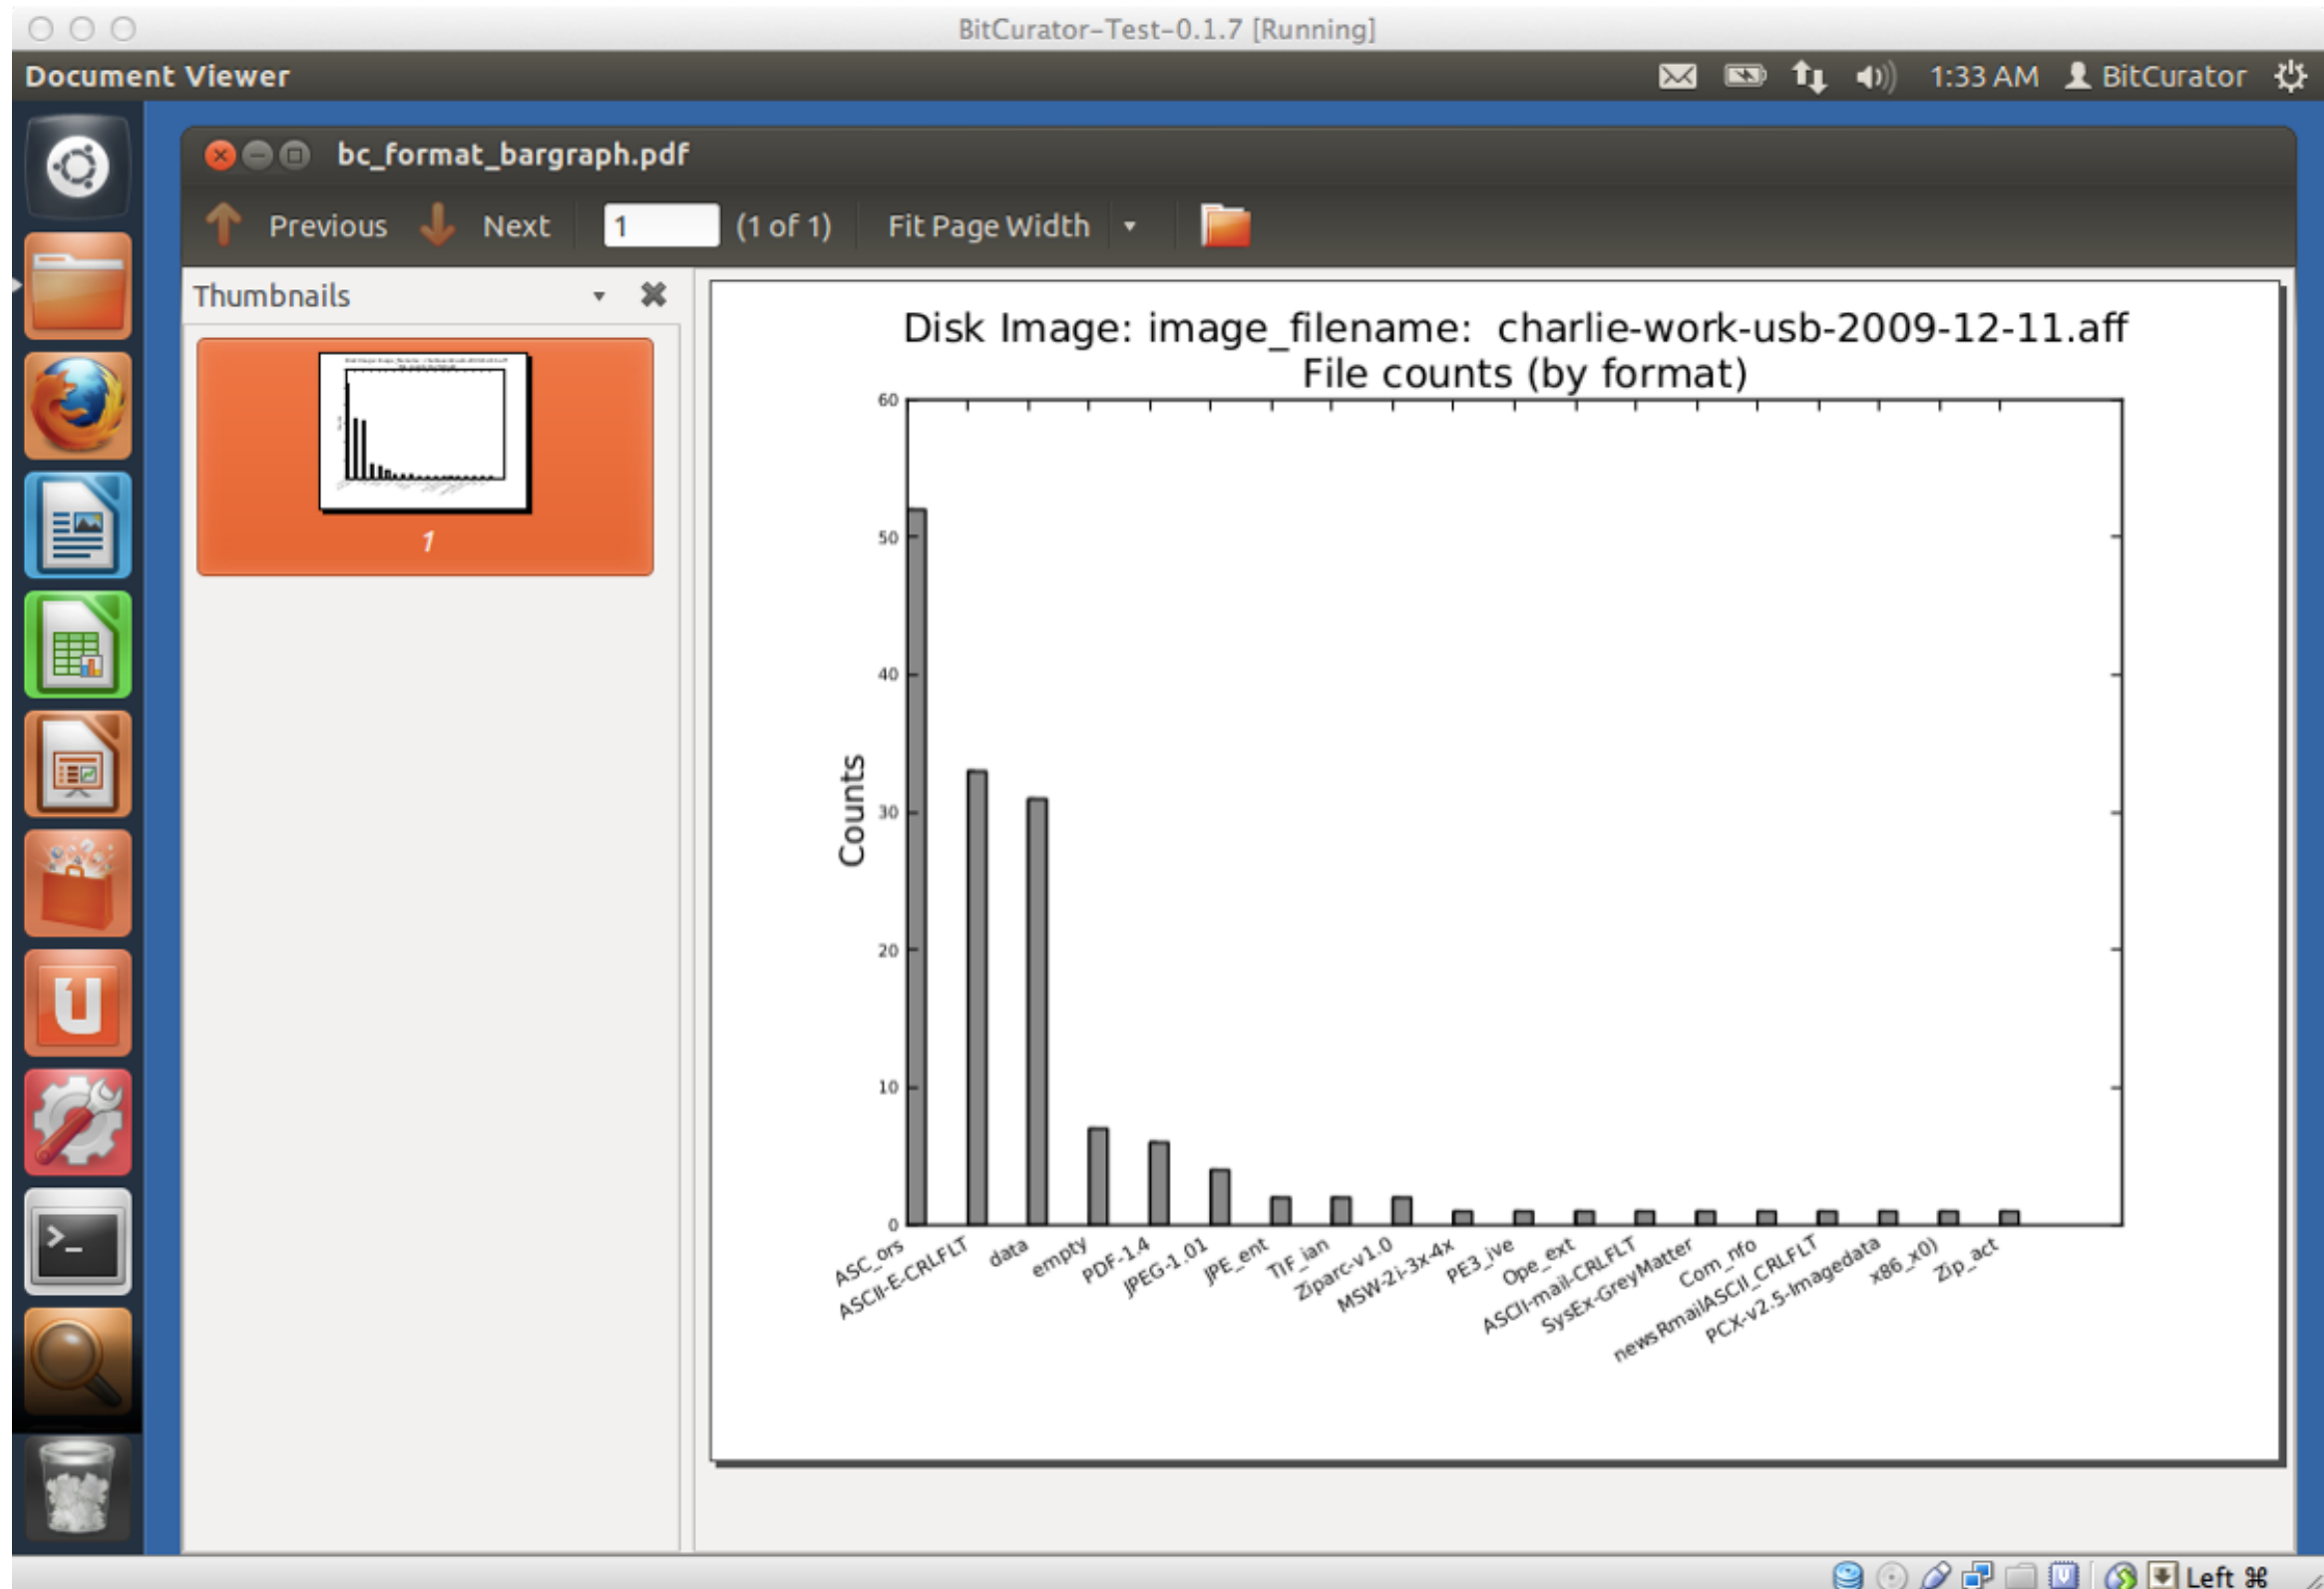 BitCurator-Test-0.1.7 [Running]
Document Viewer
1:33 AM BitCurator
bc_format_bargraph.pdf
Previous Next 1 (1 of 1) Fit Page Width
Thumbnails
1
Disk Image: image_filename: charlie-work-usb-2009-12-11.aff
File counts (by format)
Counts
60
50
40
30
20
10
0
ASC_ors
ASCII-E-CRLFLT
data
empty
PDF-1.4
JPEG-1.01
JPE_ent
TIF_ian
Ziparc-v1.0
MSW-2i-3x-4x
PE3_ive
Ope_ext
ASCII-mail-CRLFLT
SysEx-GreyMatter
Com_nfo
newsRmailASCII_CRLFLT
PCX-v2.5-Imagedata
x86_x0)
Zip_act
Left ⌘